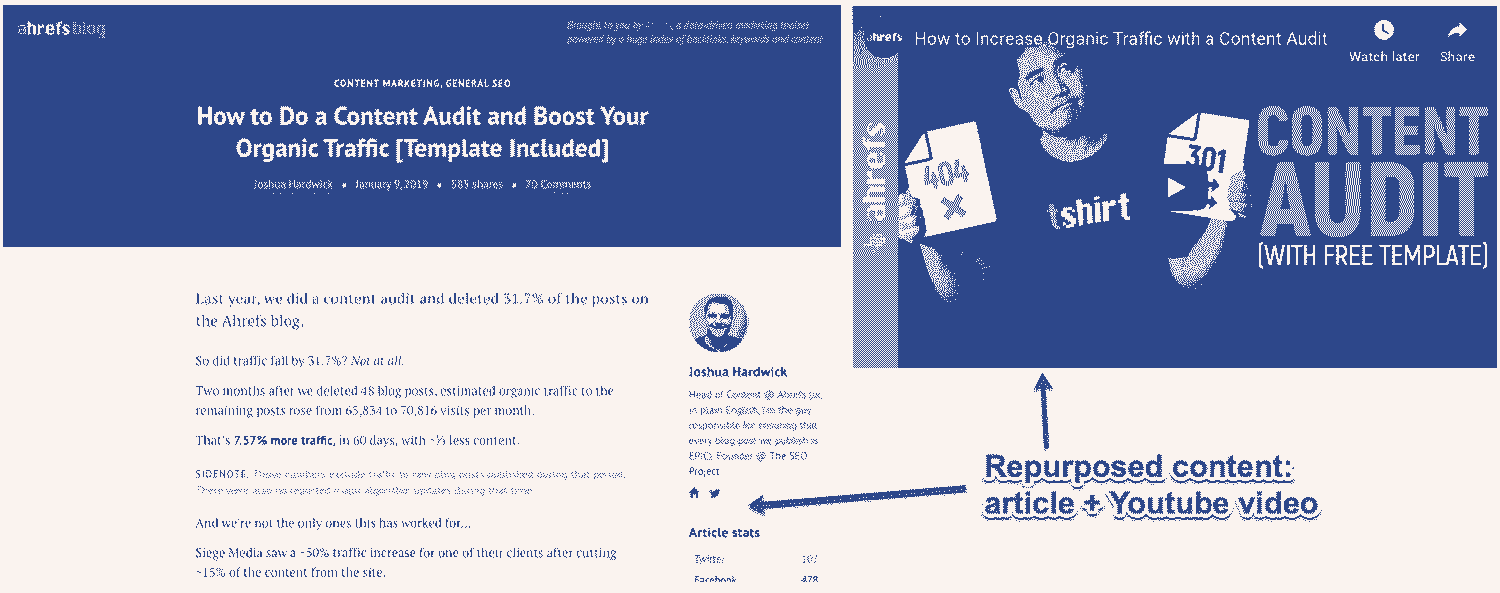 ahrefsblog
Brought to you by Ahrefs, a data-driven marketing toolset
powered by a huge index of backlinks, keywords and content
CONTENT MARKETING, GENERAL SEO
How to Do a Content Audit and Boost Your
Organic Traffic [Template Included]
Joshua Hardwick • January 9, 2019 • 585 shares • 70 Comments
Last year, we did a content audit and deleted 31.7% of the posts on
the Ahrefs blog.
So did traffic fall by 31.7%? Not at all.
Two months after we deleted 48 blog posts, estimated organic traffic to the
remaining posts rose from 65,834 to 70,816 visits per month.
That's 7.57% more traffic, in 60 days, with ~⅓ less content.
SIDENOTE. These numbers exclude traffic to new blog posts published during that period.
There were also no reported major algorithm updates during that time.
And we're not the only ones this has worked for...
Siege Media saw a ~50% traffic increase for one of their clients after cutting
~15% of the content from the site.
Joshua Hardwick
Head of Content @ Ahrefs (or,
in plain English, I'm the guy
responsible for ensuring that
every blog post we publish is
EPIC). Founder @ The SEO
Project
Article stats
Twitter 107
Facebook 478
ahrefs
How to Increase Organic Traffic with a Content Audit
Watch later
Share
ahrefs
404
tshirt
301
CONTENT
AUDIT
(WITH FREE TEMPLATE)
Repurposed content:
article + Youtube video